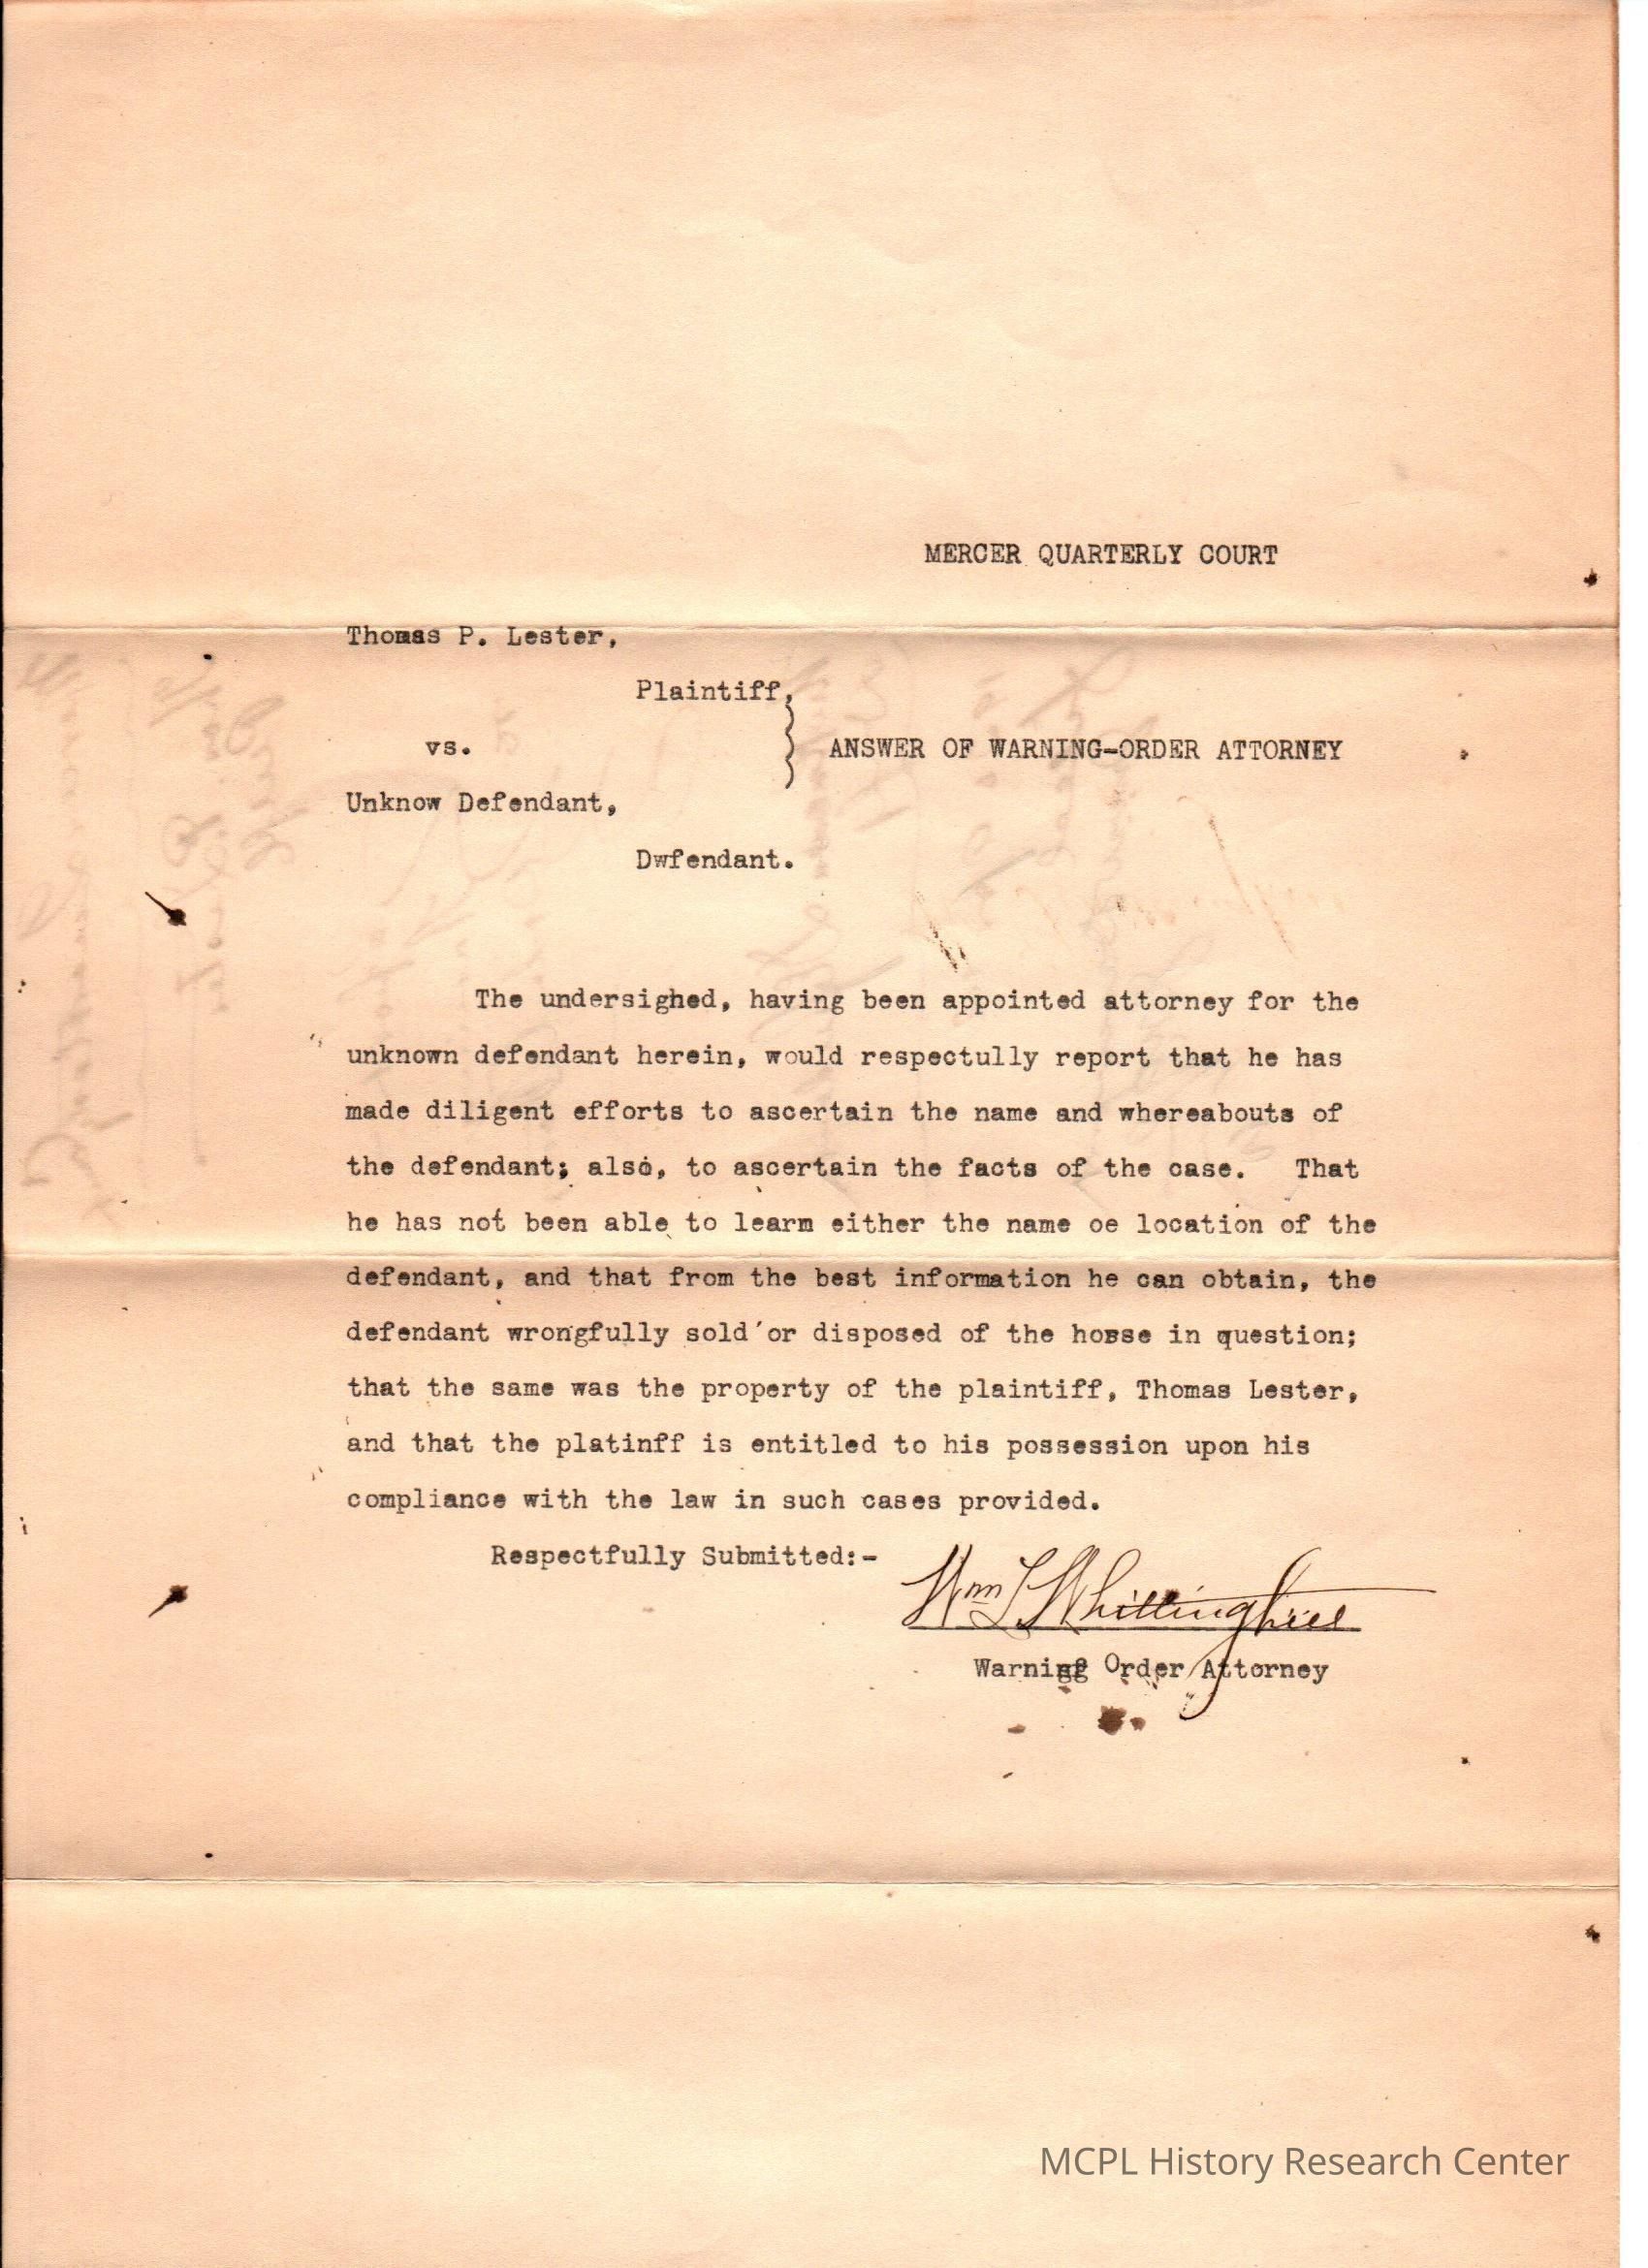 MERCER QUARTERLY COURT
Thomas P. Lester,
Plaintiff,
vs. ANSWER OF WARNING-ORDER ATTORNEY
Unknow Defendant,
Dwfendant.
The undersighed, having been appointed attorney for the
unknown defendant herein, would respectully report that he has
made diligent efforts to ascertain the name and whereabouts of
the defendant; also, to ascertain the facts of the case. That
he has not been able to learm either the name oe location of the
defendant, and that from the best information he can obtain, the
defendant wrongfully sold or disposed of the hosse in question;
that the same was the property of the plaintiff, Thomas Lester,
and that the platinff is entitled to his possession upon his
compliance with the law in such cases provided.
Respectfully Submitted:-
Wm L Whittinghill
Warning Order Attorney
MCPL History Research Center